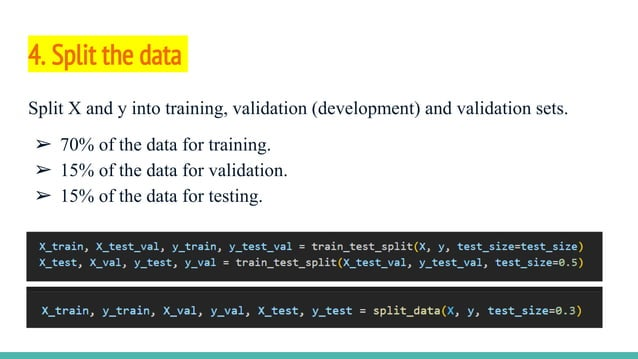 4. Split the data
Split X and y into training, validation (development) and validation sets.
➢ 70% of the data for training.
➢ 15% of the data for validation.
➢ 15% of the data for testing.
X_train, X_test_val, y_train, y_test_val = train_test_split(X, y, test_size=test_size)
X_test, X_val, y_test, y_val = train_test_split(X_test_val, y_test_val, test_size=0.5)
X_train, y_train, X_val, y_val, X_test, y_test = split_data(X, y, test_size=0.3)